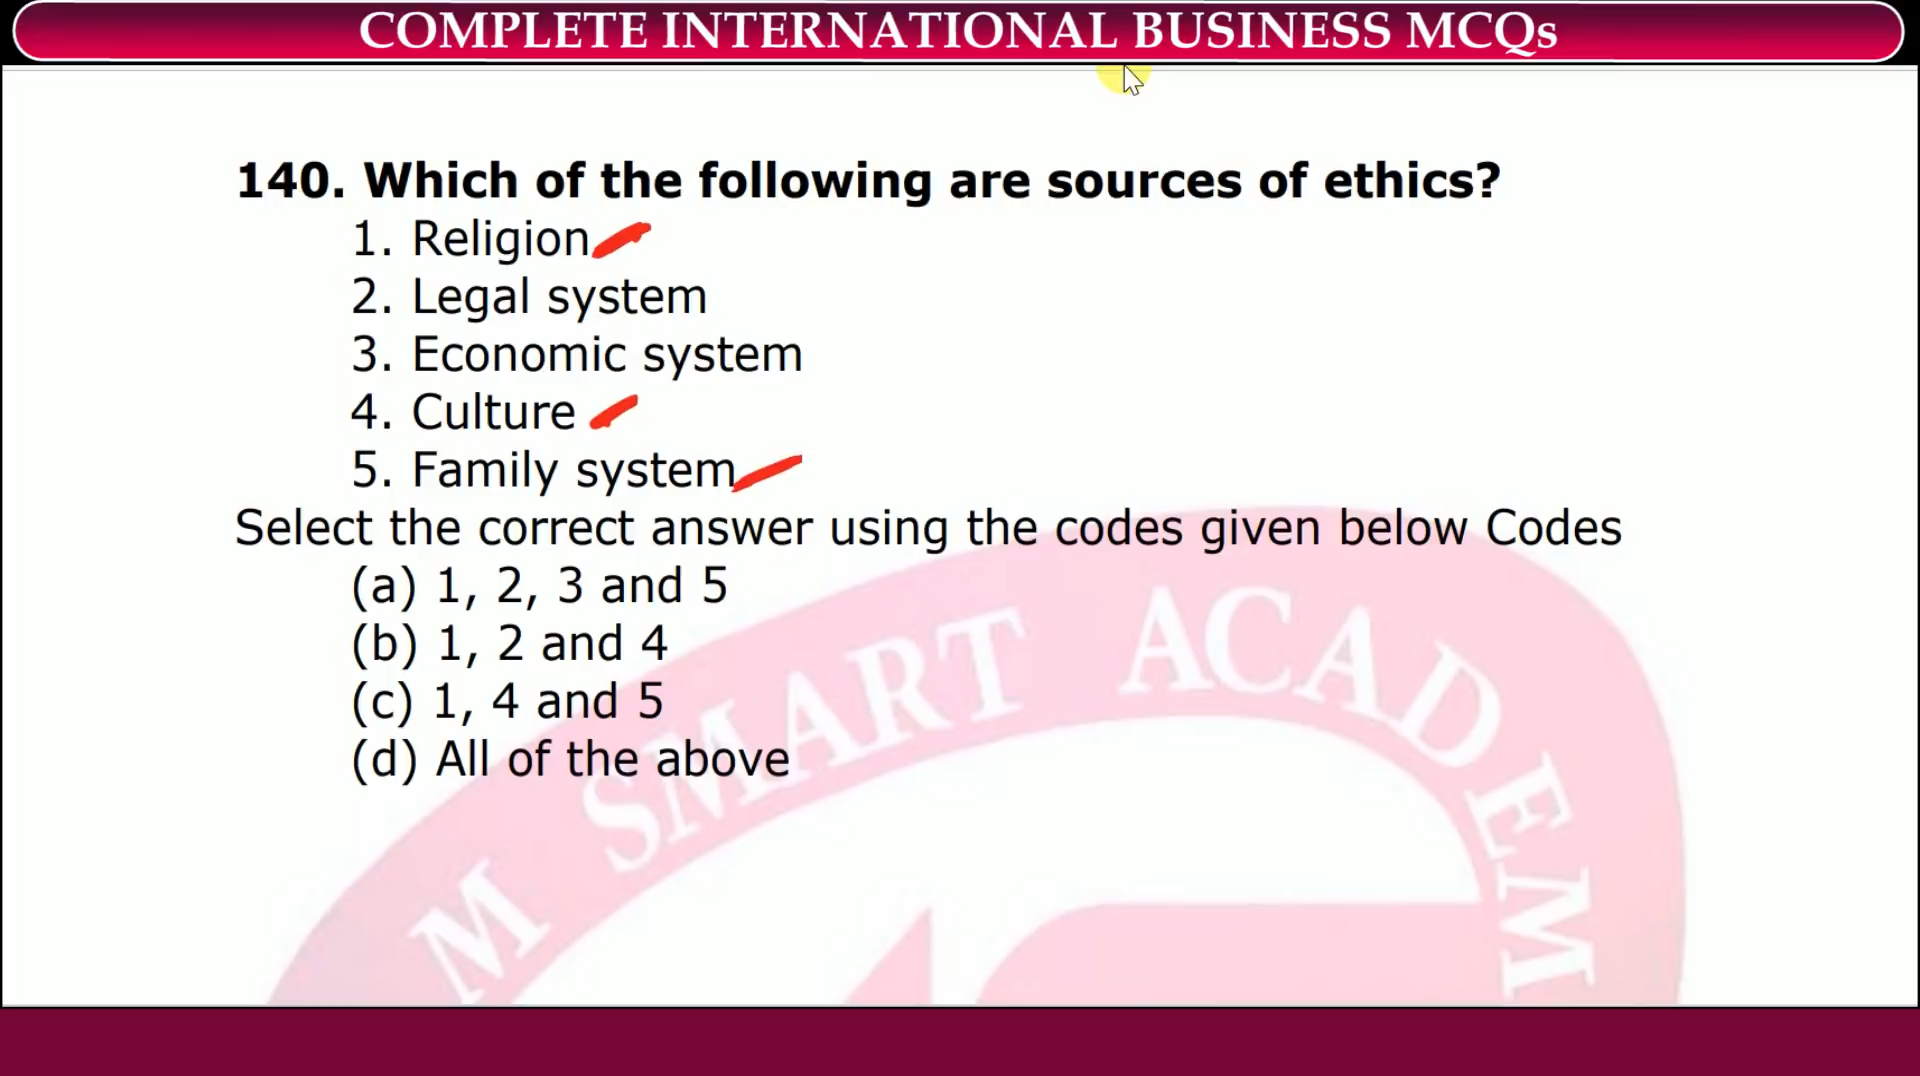 COMPLETE INTERNATIONAL BUSINESS MCQs
140. Which of the following are sources of ethics?
1. Religion
2. Legal system
3. Economic system
4. Culture
5. Family system
Select the correct answer using the codes given below Codes
(a) 1, 2, 3 and 5
(b) 1, 2 and 4
(c) 1, 4 and 5
(d) All of the above
M SMART ACADEM